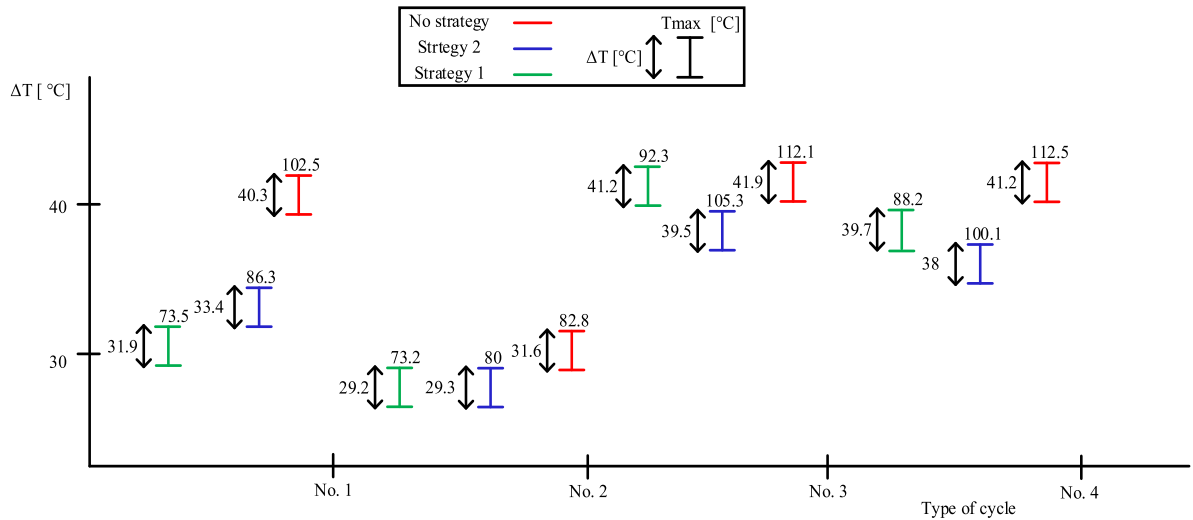 No strategy
Tmax [°C]
Strtegy 2
ΔT [°C]
Strategy 1
ΔT [ °C]
102.5
40.3
92.3
41.2
112.1
41.9
112.5
41.2
40
105.3
39.5
88.2
39.7
100.1
38
86.3
33.4
73.5
31.9
82.8
31.6
30
73.2
29.2
80
29.3
No. 1
No. 2
No. 3
No. 4
Type of cycle